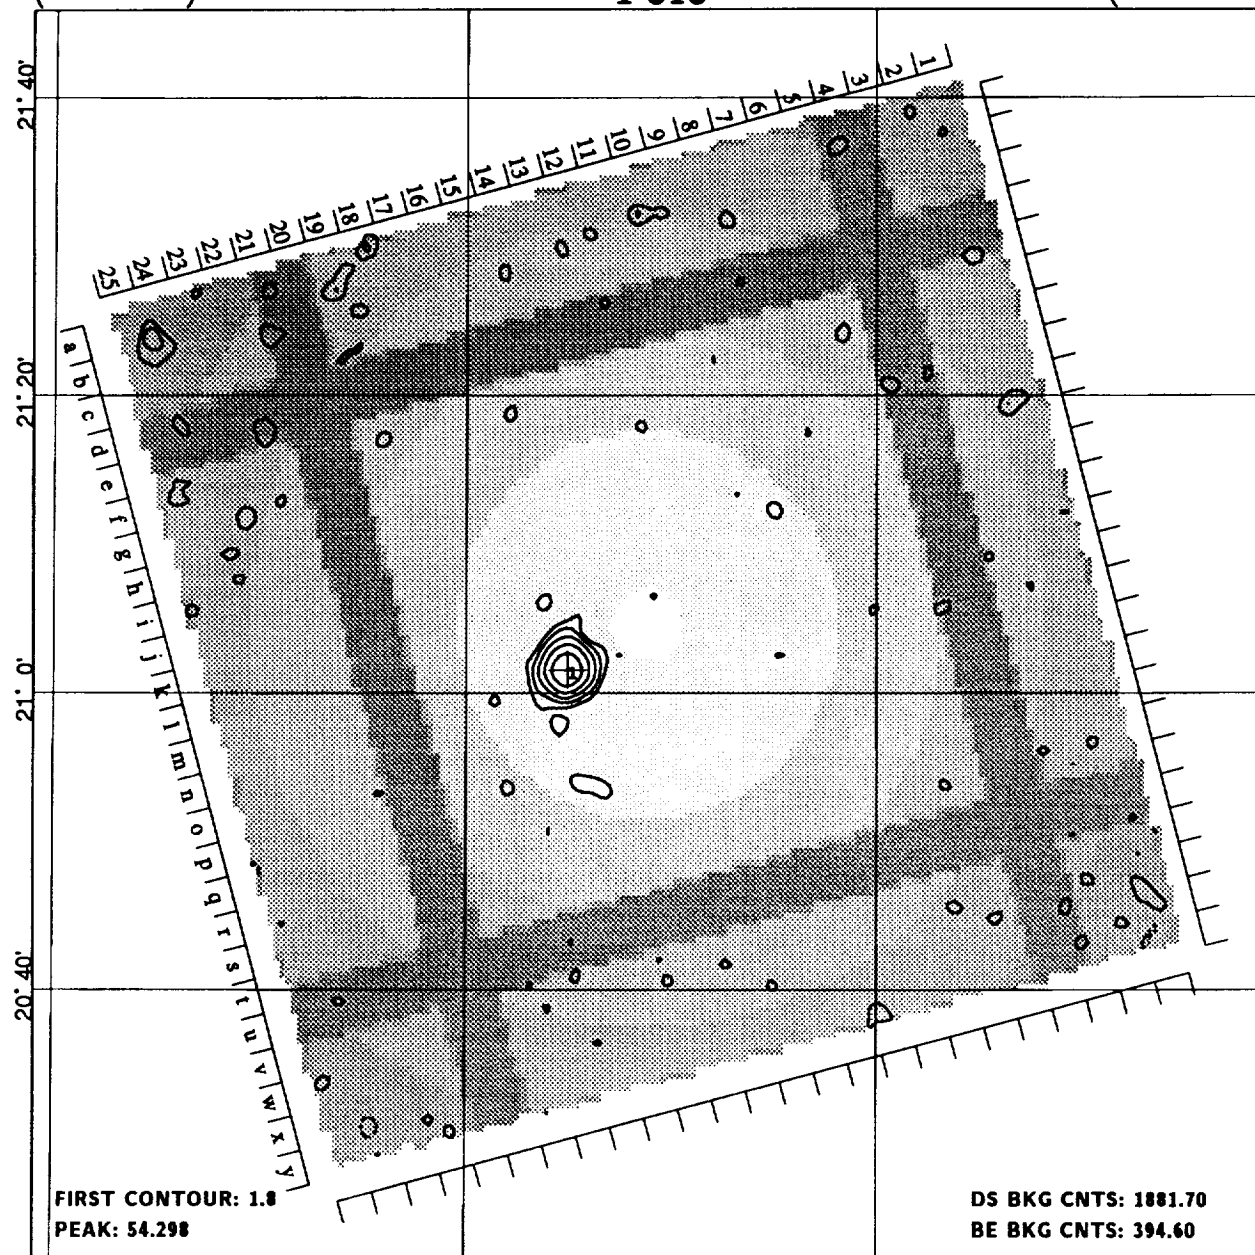 21° 40'
1 2 3 4 5 6 7 8 9 10 11 12 13 14 15 16 17 18 19 20 21 22 23 24 25
a b c d e f g h i j k l m n o p q r s t u v w x y
21° 20'
1
21° 0'
20° 40'
FIRST CONTOUR: 1.8
PEAK: 54.298
DS BKG CNTS: 1881.70
BE BKG CNTS: 394.60